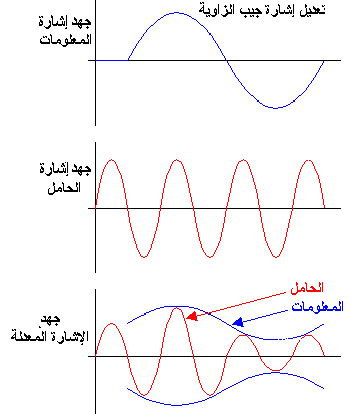 تعديل إشارة جيب الزاوية
جهد إشارة
المعلومات
جهد إشارة
الحامل
الحامل
المعلومات
جهد
الإشارة المعدلة